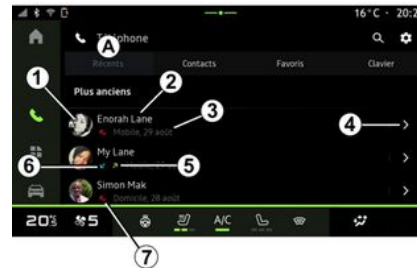 16°C · 20:2
A
Téléphone
Récents Contacts Favoris Clavier
Plus anciens
1 2
Enorah Lane
Mobile, 29 août
3 4
My Lane
6 5
Simon Mak
Domicile, 28 août
20°5 5 A/C
7